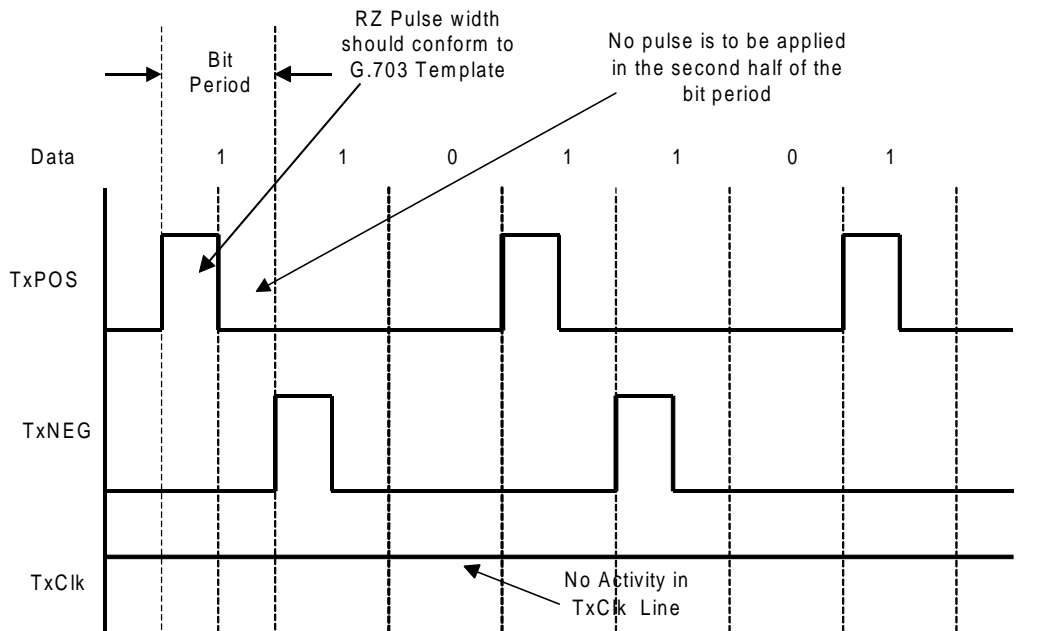 RZ Pulse width
should conform to
G.703 Template
No pulse is to be applied
in the second half of the
bit period
Bit
Period
Data 1 1 0 1 1 0 1
TxPOS
TxNEG
TxClk
No Activity in
TxClk Line